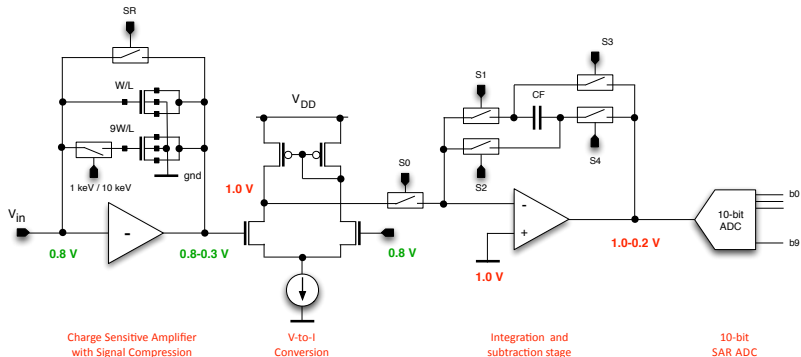 SR
S3
W/L
S1
VDD
CF
9W/L
S0
S2
S4
gnd
1 keV / 10 keV
1.0 V
b0
10-bit
ADC
Vin
-
-
+
b9
0.8 V
0.8-0.3 V
0.8 V
1.0 V
1.0-0.2 V
Charge Sensitive Amplifier
with Signal Compression
V-to-I
Conversion
Integration and
subtraction stage
10-bit
SAR ADC